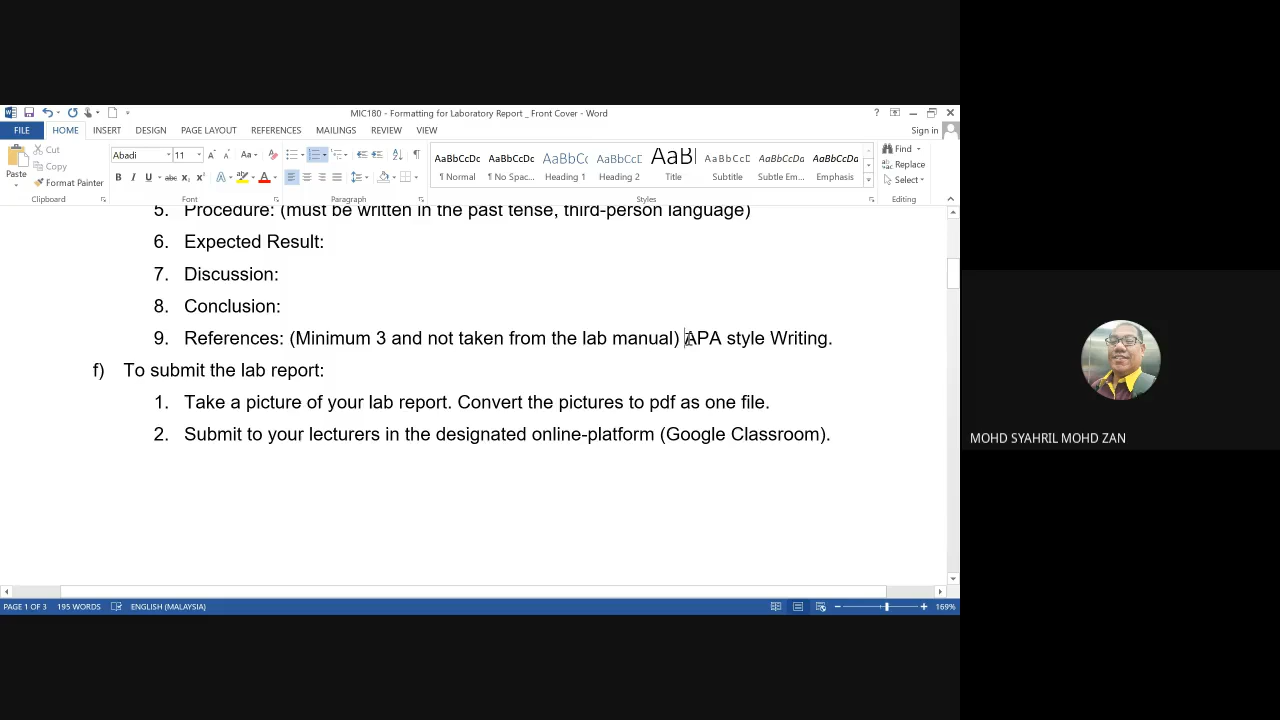 MIC180 - Formatting for Laboratory Report _ Front Cover - Word
Sign in
FILE HOME INSERT DESIGN PAGE LAYOUT REFERENCES MAILINGS REVIEW VIEW
Paste
Cut
Copy
Format Painter
Clipboard
Abadi 11
Font
Paragraph
AaBbCcDc AaBbCcDc AaBbCc AaBbCcC AaB AaBbCcC AaBbCcDa AaBbCcDa
¶ Normal ¶ No Spac... Heading 1 Heading 2 Title Subtitle Subtle Em... Emphasis
Styles
Find
Replace
Select
Editing
5. Procedure: (must be written in the past tense, third-person language)
6. Expected Result:
7. Discussion:
8. Conclusion:
9. References: (Minimum 3 and not taken from the lab manual) APA style Writing.
f) To submit the lab report:
1. Take a picture of your lab report. Convert the pictures to pdf as one file.
2. Submit to your lecturers in the designated online-platform (Google Classroom).
PAGE 1 OF 3 195 WORDS ENGLISH (MALAYSIA) 169%
MOHD SYAHRIL MOHD ZAN